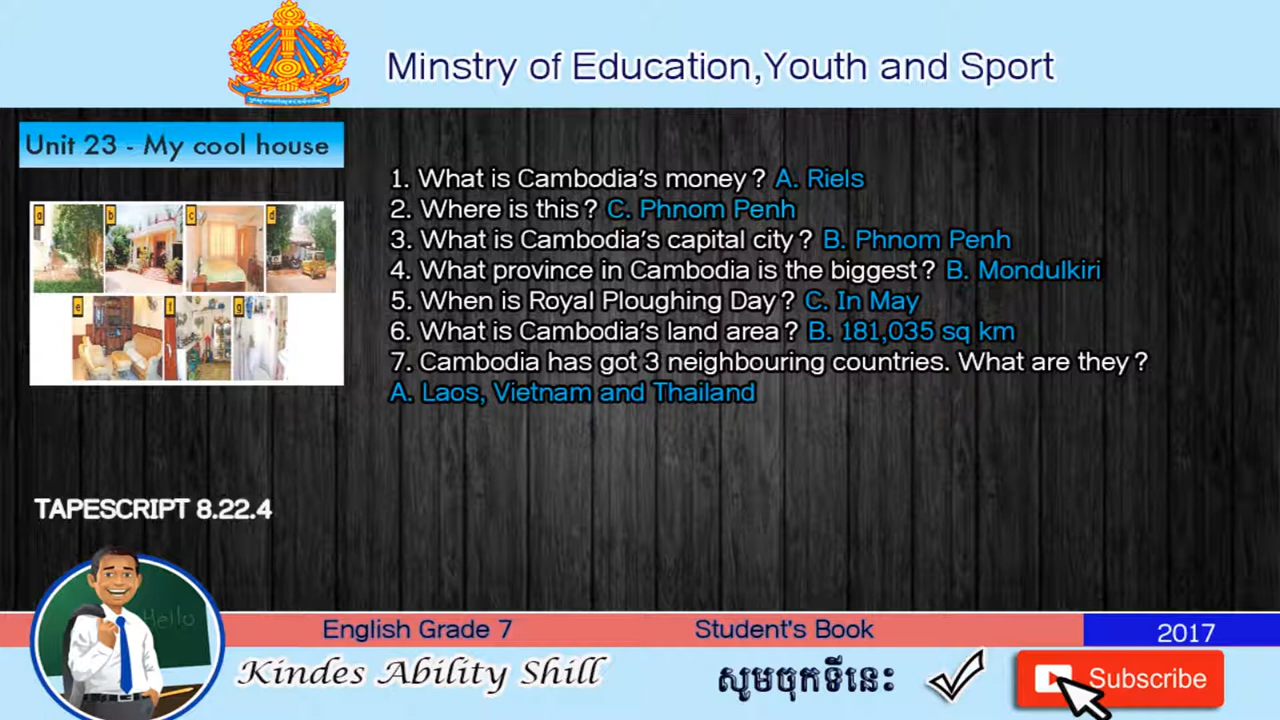 Minstry of Education,Youth and Sport
Unit 23 - My cool house
a
b
c
d
e
f
g
1. What is Cambodia's money? A. Riels
2. Where is this? C. Phnom Penh
3. What is Cambodia's capital city? B. Phnom Penh
4. What province in Cambodia is the biggest? B. Mondulkiri
5. When is Royal Ploughing Day? C. In May
6. What is Cambodia's land area? B. 181,035 sq km
7. Cambodia has got 3 neighbouring countries. What are they?
A. Laos, Vietnam and Thailand
TAPESCRIPT 8.22.4
Hello
English Grade 7
Student's Book
2017
Kindes Ability Shill
សូមចុកទីនេះ
Subscribe